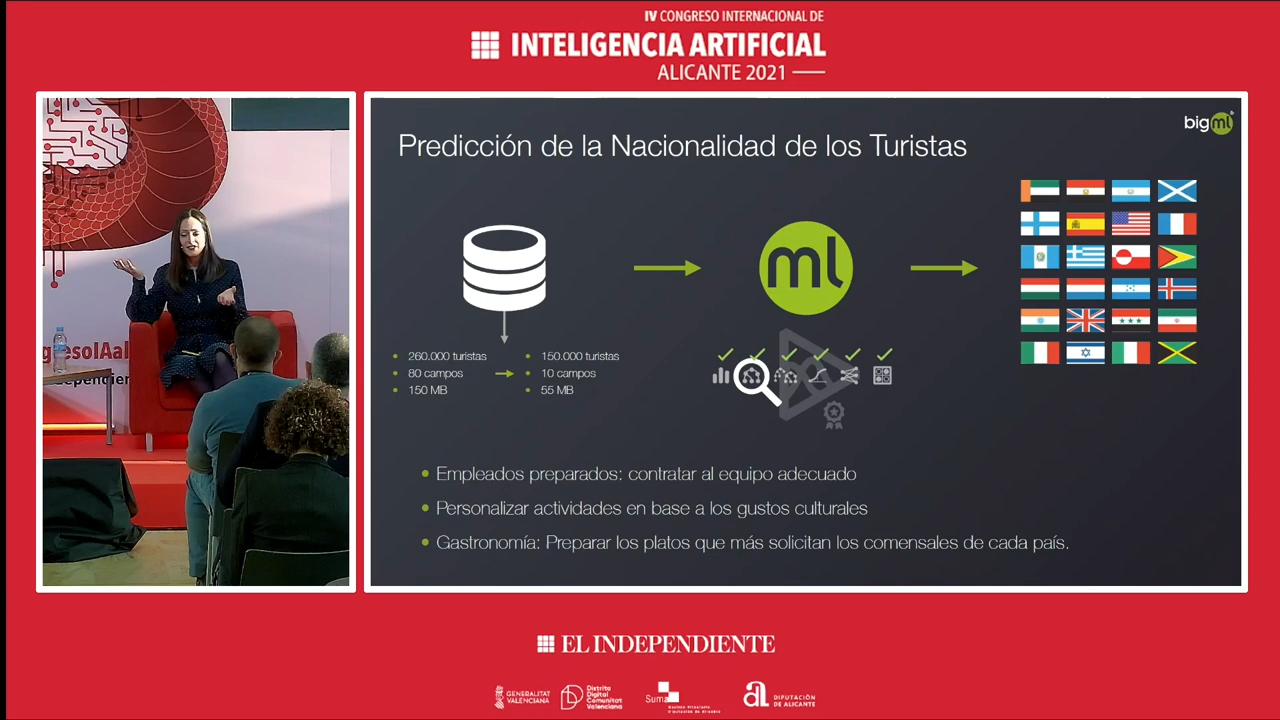 IV CONGRESO INTERNACIONAL DE
INTELIGENCIA ARTIFICIAL
ALICANTE 2021
bigml
Predicción de la Nacionalidad de los Turistas
ml
260.000 turistas
80 campos
150 MB
150.000 turistas
10 campos
55 MB
Empleados preparados: contratar al equipo adecuado
Personalizar actividades en base a los gustos culturales
Gastronomía: Preparar los platos que más solicitan los comensales de cada país.
gresoIAal
EL INDEPENDIENTE
GENERALITAT
VALENCIANA
Distrito
Digital
Comunitat
Valenciana
Suma
DIPUTACIÓN
DE ALICANTE